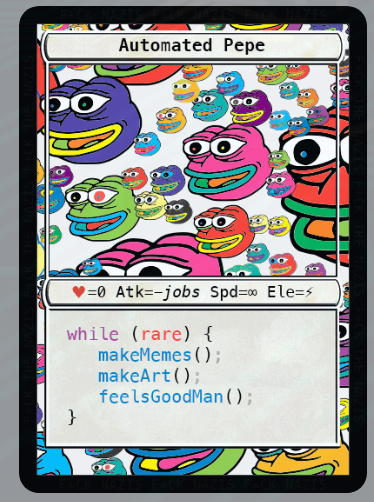 Automated Pepe
♥=0 Atk=-jobs Spd=∞ Ele=⚡
while (rare) {
makeMemes();
makeArt();
feelsGoodMan();
}